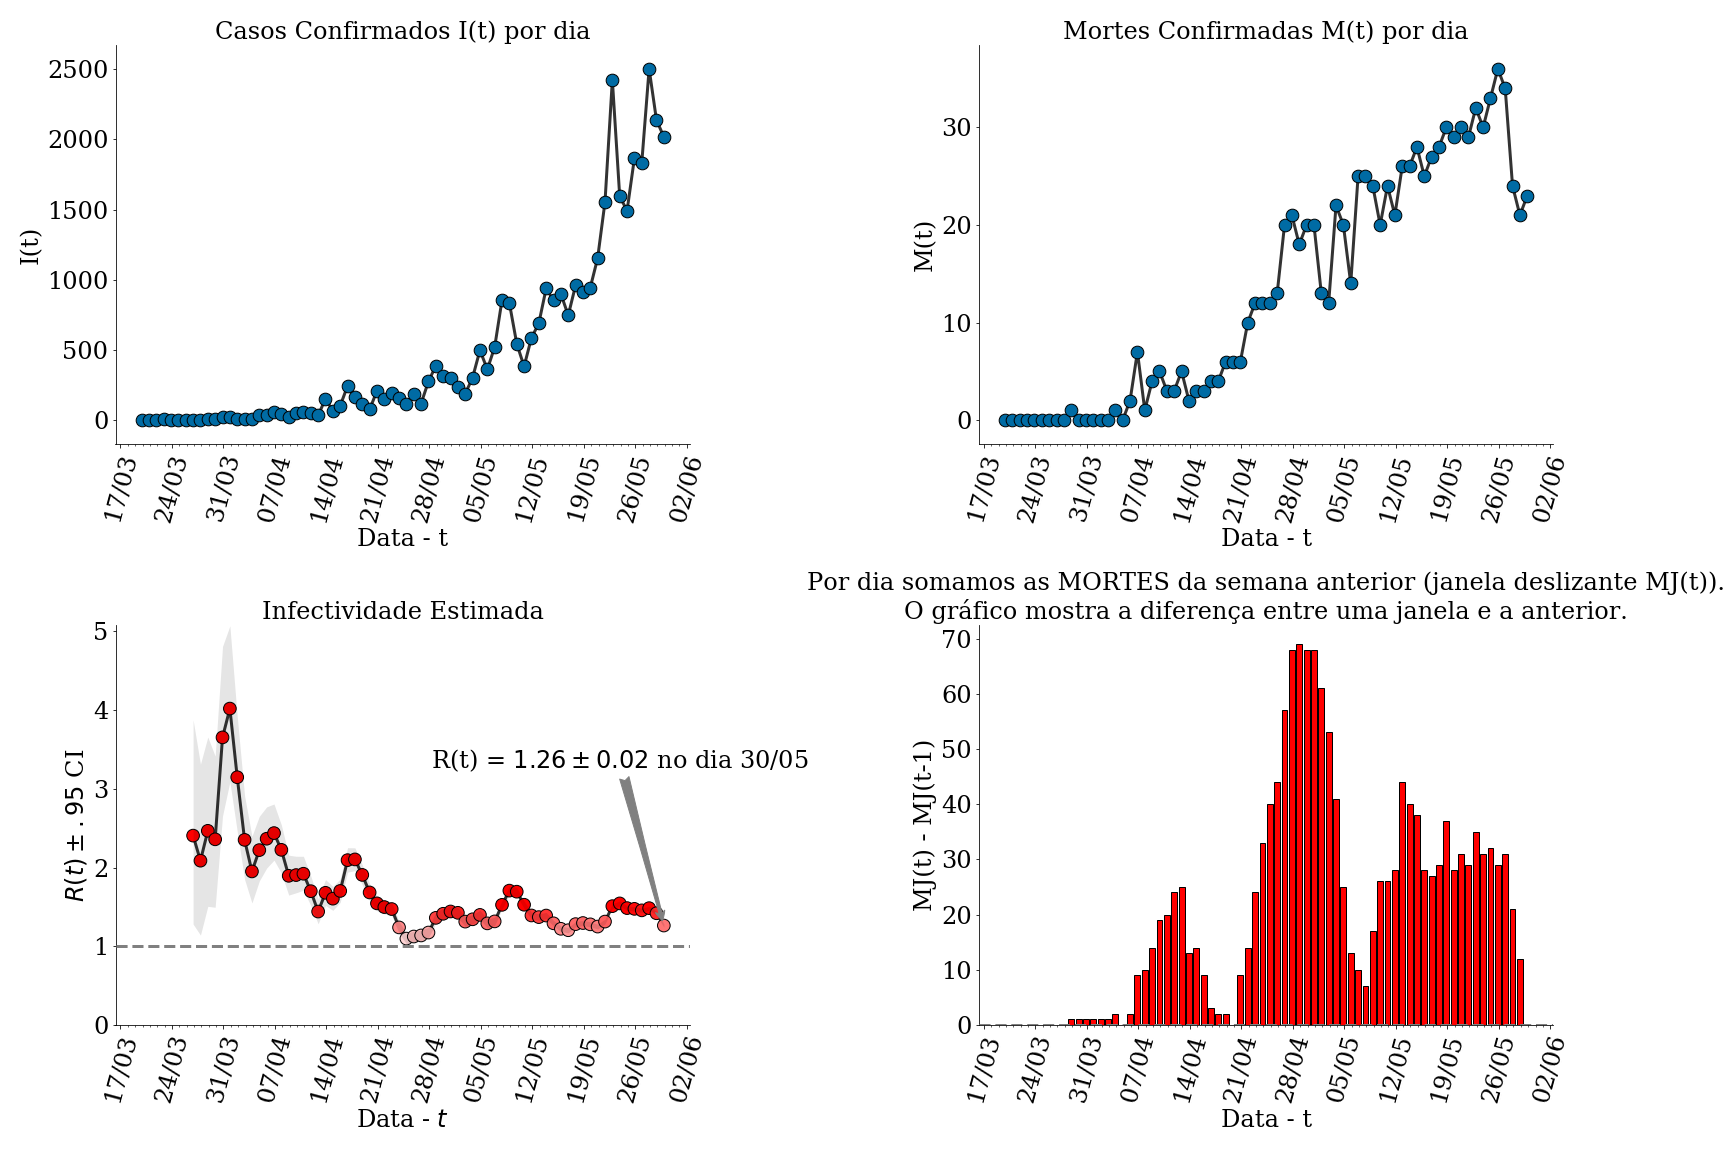 Casos Confirmados I(t) por dia
I(t)
2500
2000
1500
1000
500
0
17/03 24/03 31/03 07/04 14/04 21/04 28/04 05/05 12/05 19/05 26/05 02/06
Data - t
Mortes Confirmadas M(t) por dia
M(t)
30
20
10
0
17/03 24/03 31/03 07/04 14/04 21/04 28/04 05/05 12/05 19/05 26/05 02/06
Data - t
Infectividade Estimada
R(t) ± .95 CI
5
4
3
2
1
0
R(t) = 1.26 ± 0.02 no dia 30/05
17/03 24/03 31/03 07/04 14/04 21/04 28/04 05/05 12/05 19/05 26/05 02/06
Data - t
Por dia somamos as MORTES da semana anterior (janela deslizante MJ(t)).
O gráfico mostra a diferença entre uma janela e a anterior.
MJ(t) - MJ(t-1)
70
60
50
40
30
20
10
0
17/03 24/03 31/03 07/04 14/04 21/04 28/04 05/05 12/05 19/05 26/05 02/06
Data - t